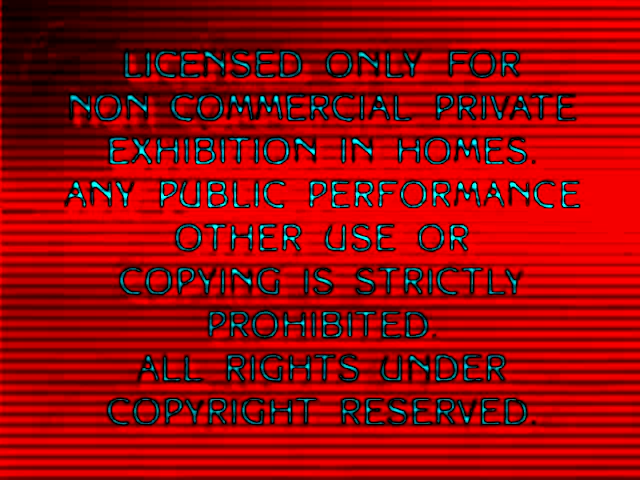 LICENSED ONLY FOR
NON COMMERCIAL PRIVATE
EXHIBITION IN HOMES.
ANY PUBLIC PERFORMANCE
OTHER USE OR
COPYING IS STRICTLY
PROHIBITED.
ALL RIGHTS UNDER
COPYRIGHT RESERVED.